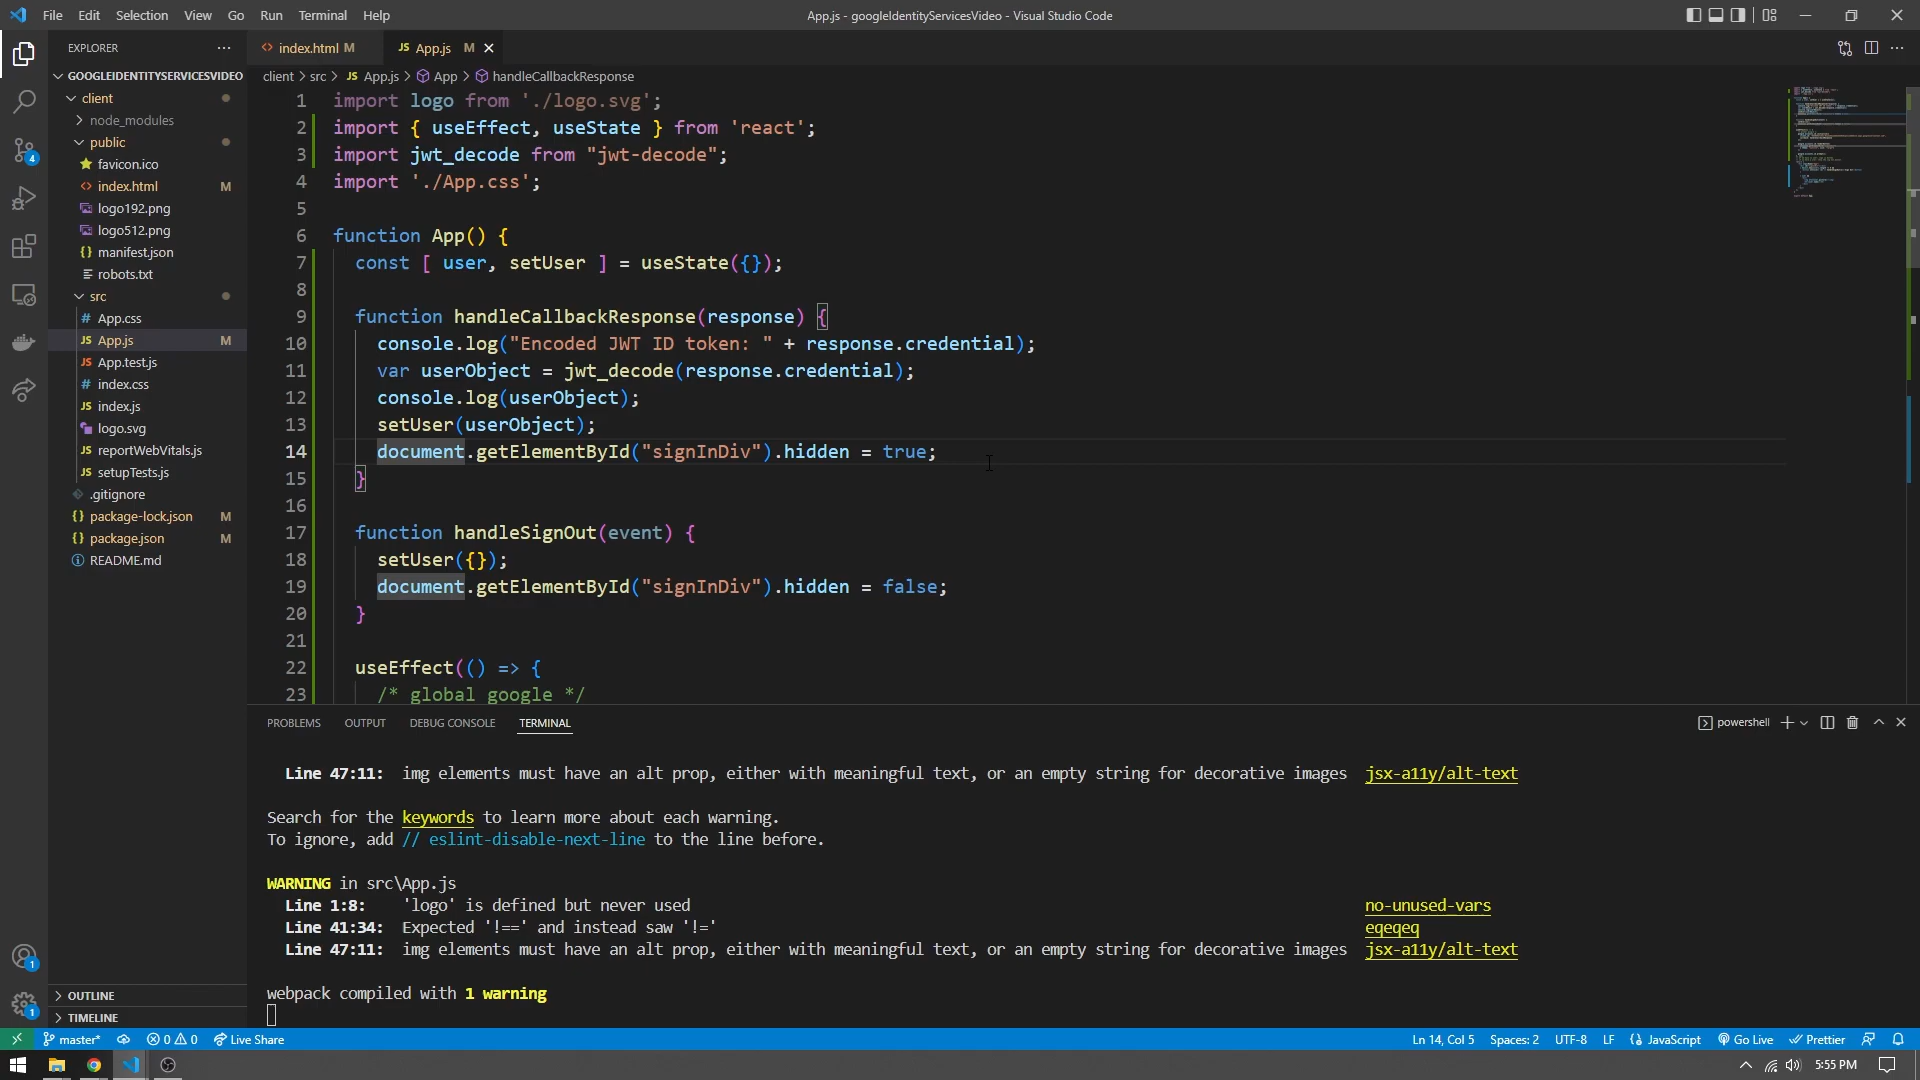 File Edit Selection View Go Run Terminal Help
App.js - googleIdentityServicesVideo - Visual Studio Code
EXPLORER
GOOGLEIDENTITYSERVICESVIDEO
client
node_modules
public
favicon.ico
index.html M
logo192.png
logo512.png
manifest.json
robots.txt
src
App.css
App.js M
App.test.js
index.css
index.js
logo.svg
reportWebVitals.js
setupTests.js
.gitignore
package-lock.json M
package.json M
README.md
OUTLINE
TIMELINE
index.html M
JS App.js M
client > src > JS App.js > App > handleCallbackResponse
1 import logo from './logo.svg';
2 import { useEffect, useState } from 'react';
3 import jwt_decode from "jwt-decode";
4 import './App.css';
5
6 function App() {
7 const [ user, setUser ] = useState({});
8
9 function handleCallbackResponse(response) {
10 console.log("Encoded JWT ID token: " + response.credential);
11 var userObject = jwt_decode(response.credential);
12 console.log(userObject);
13 setUser(userObject);
14 document.getElementById("signInDiv").hidden = true;
15 }
16
17 function handleSignOut(event) {
18 setUser({});
19 document.getElementById("signInDiv").hidden = false;
20 }
21
22 useEffect(() => {
23 /* global google */
PROBLEMS OUTPUT DEBUG CONSOLE TERMINAL
powershell
Line 47:11: img elements must have an alt prop, either with meaningful text, or an empty string for decorative images jsx-a11y/alt-text
Search for the keywords to learn more about each warning.
To ignore, add // eslint-disable-next-line to the line before.
WARNING in src\App.js
Line 1:8: 'logo' is defined but never used no-unused-vars
Line 41:34: Expected '!==' and instead saw '!=' eqeqeq
Line 47:11: img elements must have an alt prop, either with meaningful text, or an empty string for decorative images jsx-a11y/alt-text
webpack compiled with 1 warning
master* 0 0 Live Share
Ln 14, Col 5 Spaces: 2 UTF-8 LF JavaScript Go Live Prettier
5:55 PM